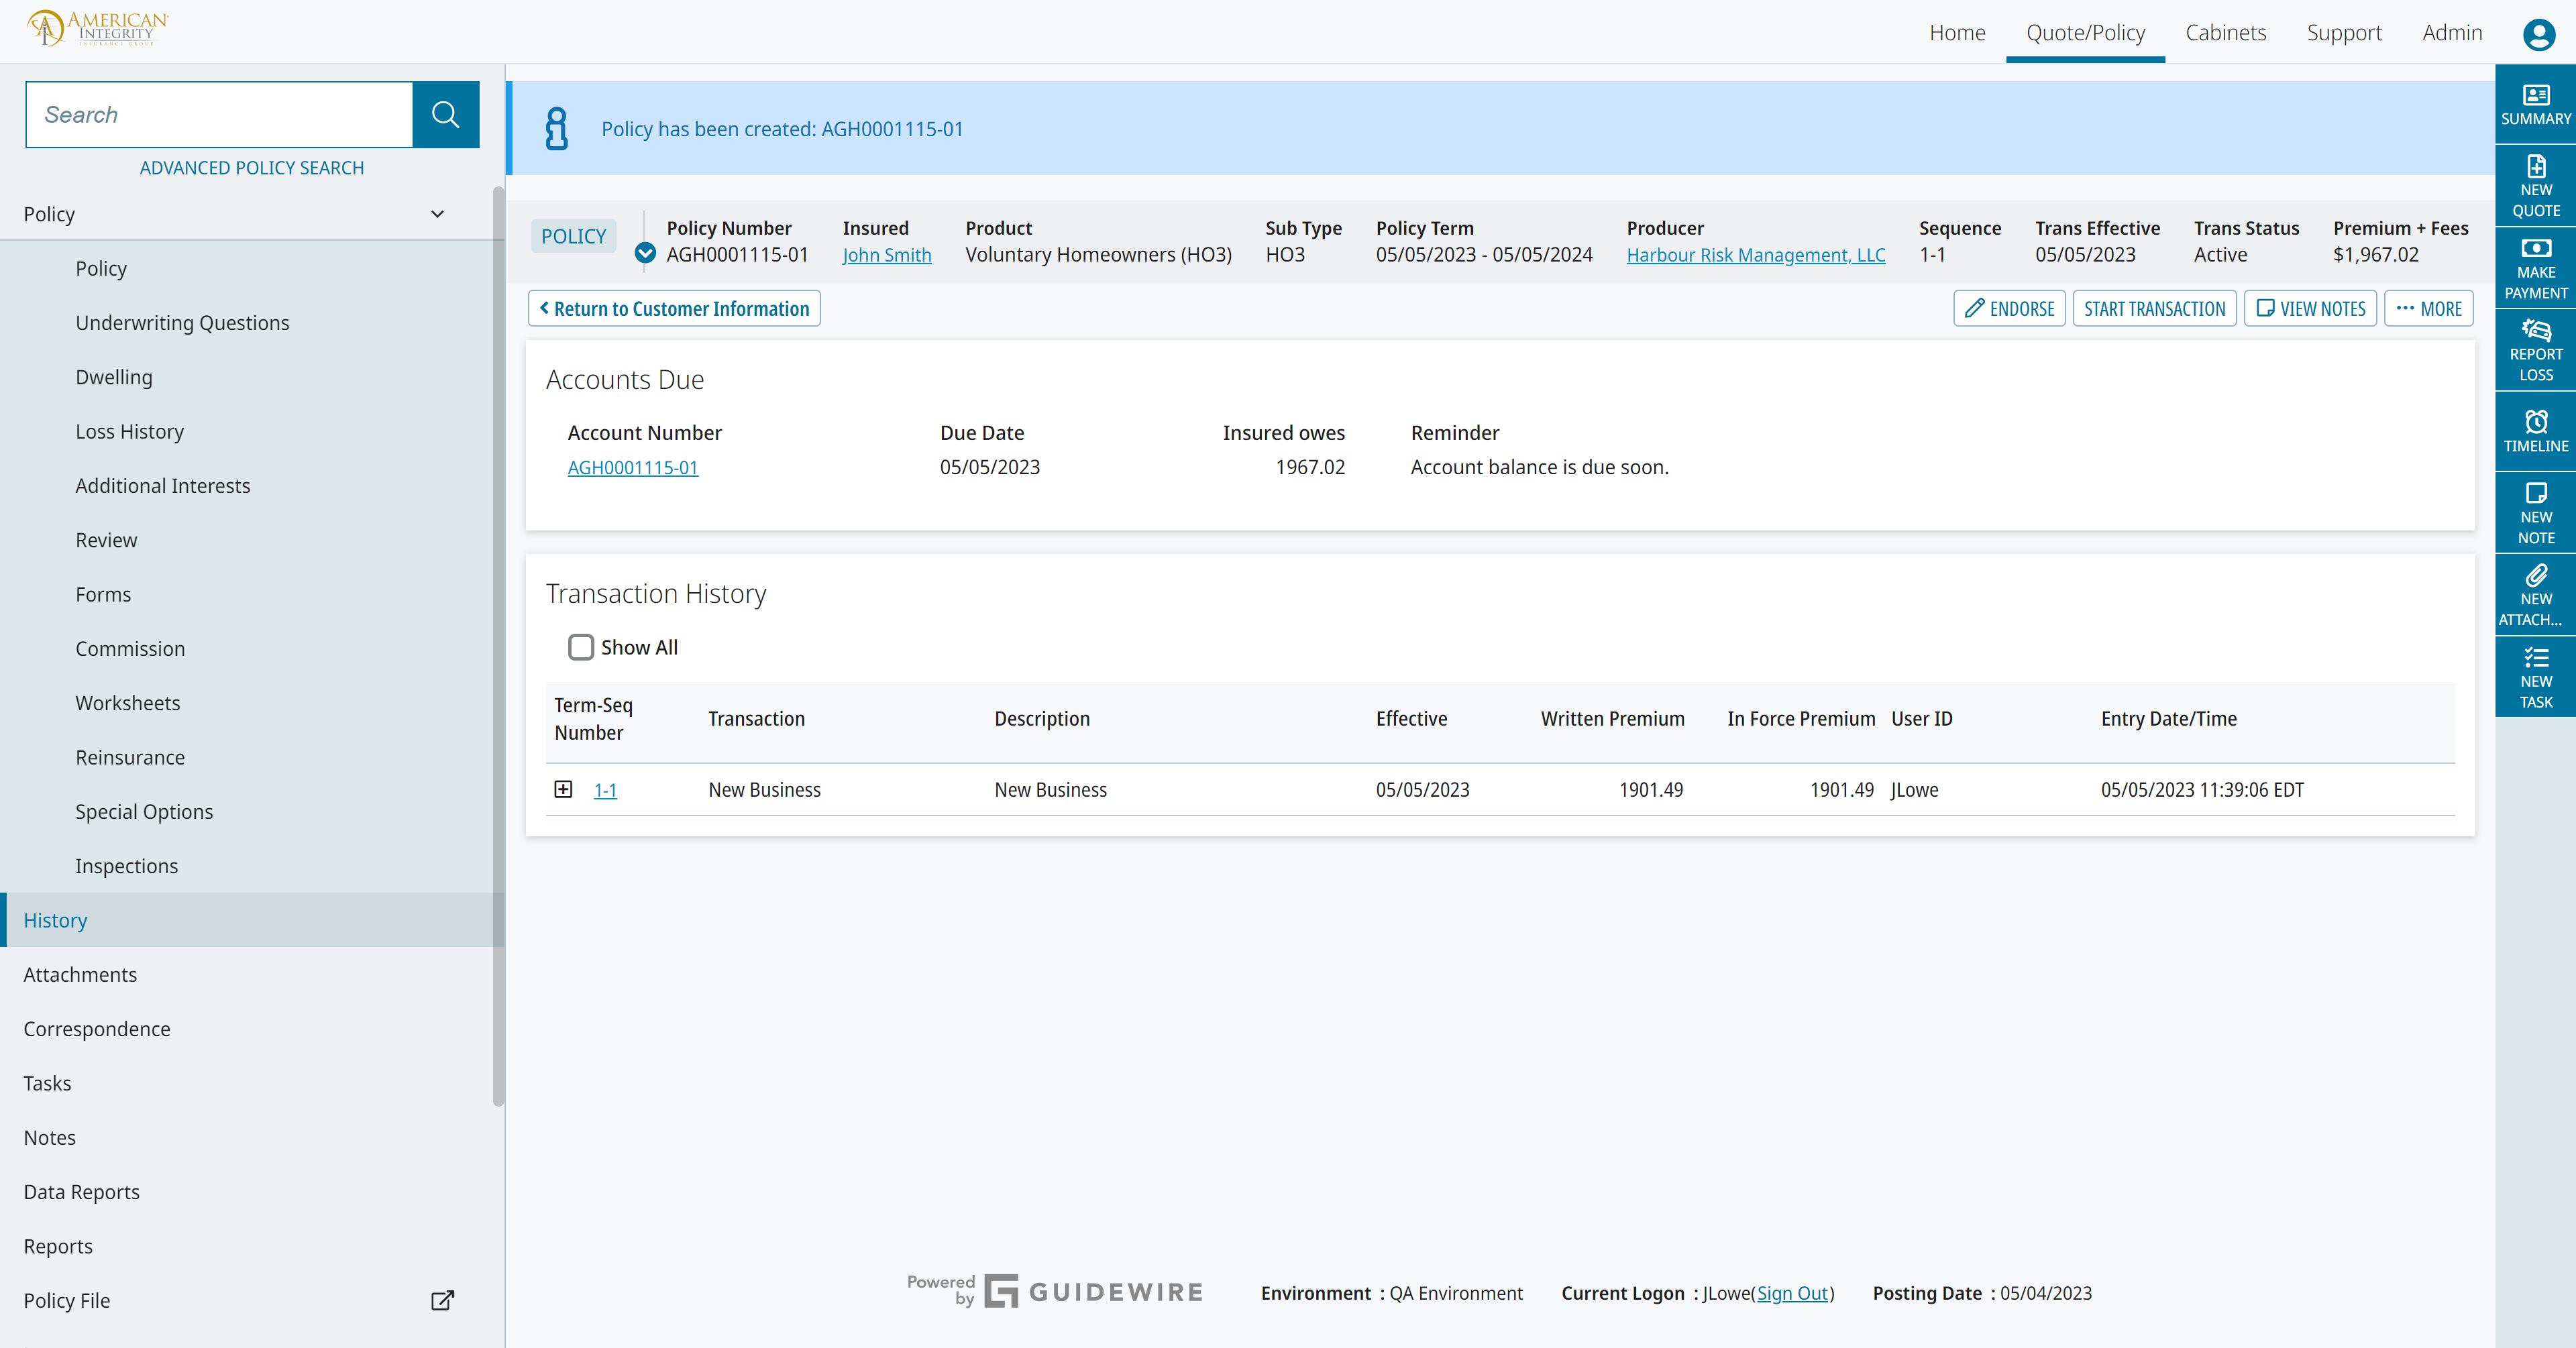 AMERICAN
INTEGRITY
INSURANCE GROUP
Home
Quote/Policy
Cabinets
Support
Admin
Search
ADVANCED POLICY SEARCH
Policy
Policy
Underwriting Questions
Dwelling
Loss History
Additional Interests
Review
Forms
Commission
Worksheets
Reinsurance
Special Options
Inspections
History
Attachments
Correspondence
Tasks
Notes
Data Reports
Reports
Policy File
Policy has been created: AGH0001115-01
POLICY
Policy Number Insured Product Sub Type Policy Term Producer Sequence Trans Effective Trans Status Premium + Fees
AGH0001115-01 John Smith Voluntary Homeowners (HO3) HO3 05/05/2023 - 05/05/2024 Harbour Risk Management, LLC 1-1 05/05/2023 Active $1,967.02
Return to Customer Information
ENDORSE
START TRANSACTION
VIEW NOTES
MORE
Accounts Due
Account Number Due Date Insured owes Reminder
AGH0001115-01 05/05/2023 1967.02 Account balance is due soon.
Transaction History
Show All
Term-Seq
Number
Transaction Description Effective Written Premium In Force Premium User ID Entry Date/Time
1-1 New Business New Business 05/05/2023 1901.49 1901.49 JLowe 05/05/2023 11:39:06 EDT
Powered
by
GUIDEWIRE
Environment : QA Environment Current Logon : JLowe(Sign Out) Posting Date : 05/04/2023
SUMMARY
NEW
QUOTE
MAKE
PAYMENT
REPORT
LOSS
TIMELINE
NEW
NOTE
NEW
ATTACH...
NEW
TASK